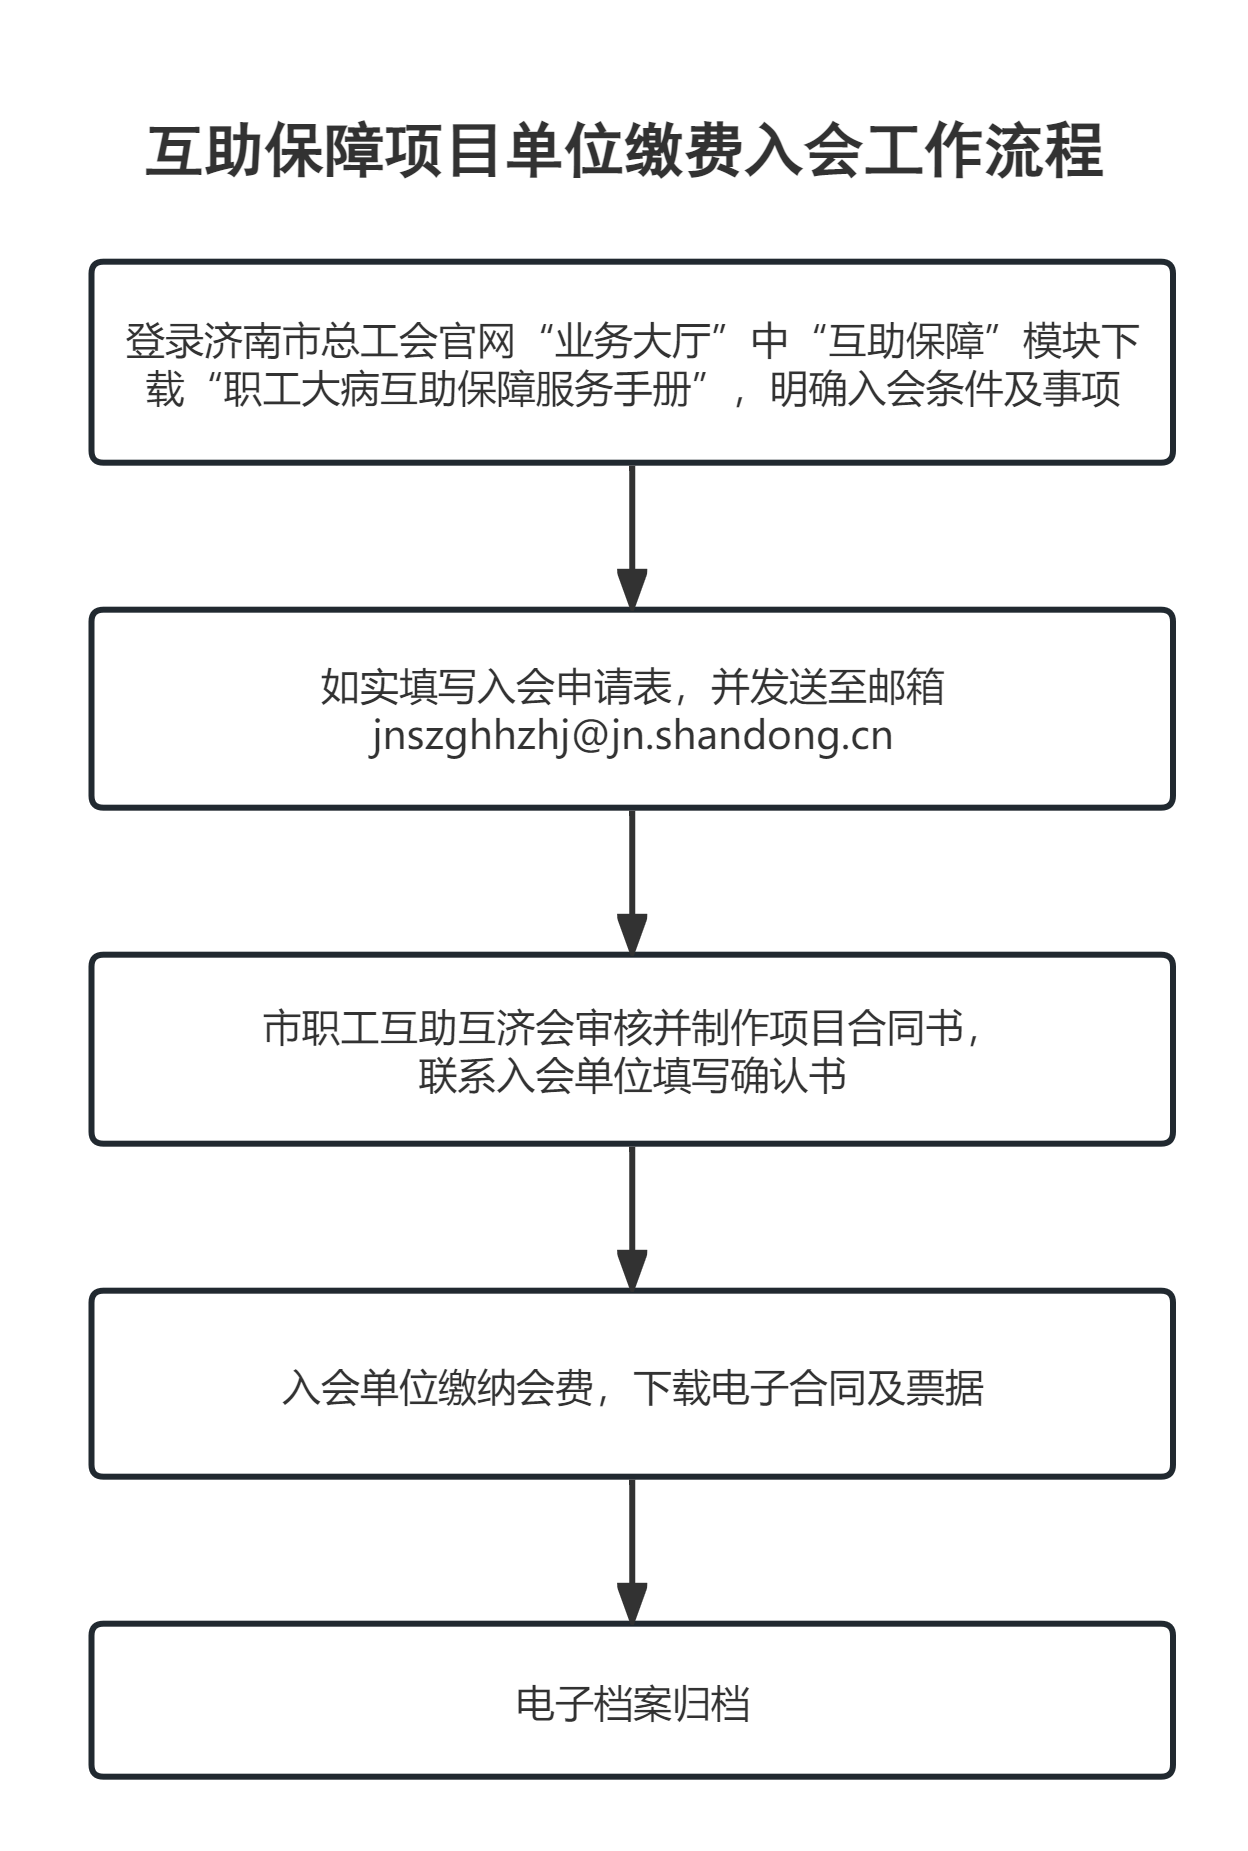 互助保障项目单位缴费入会工作流程
登录济南市总工会官网“业务大厅”中“互助保障”模块下
载“职工大病互助保障服务手册”，明确入会条件及事项
如实填写入会申请表，并发送至邮箱
jnszghhzhj@jn.shandong.cn
市职工互助互济会审核并制作项目合同书，
联系入会单位填写确认书
入会单位缴纳会费，下载电子合同及票据
电子档案归档